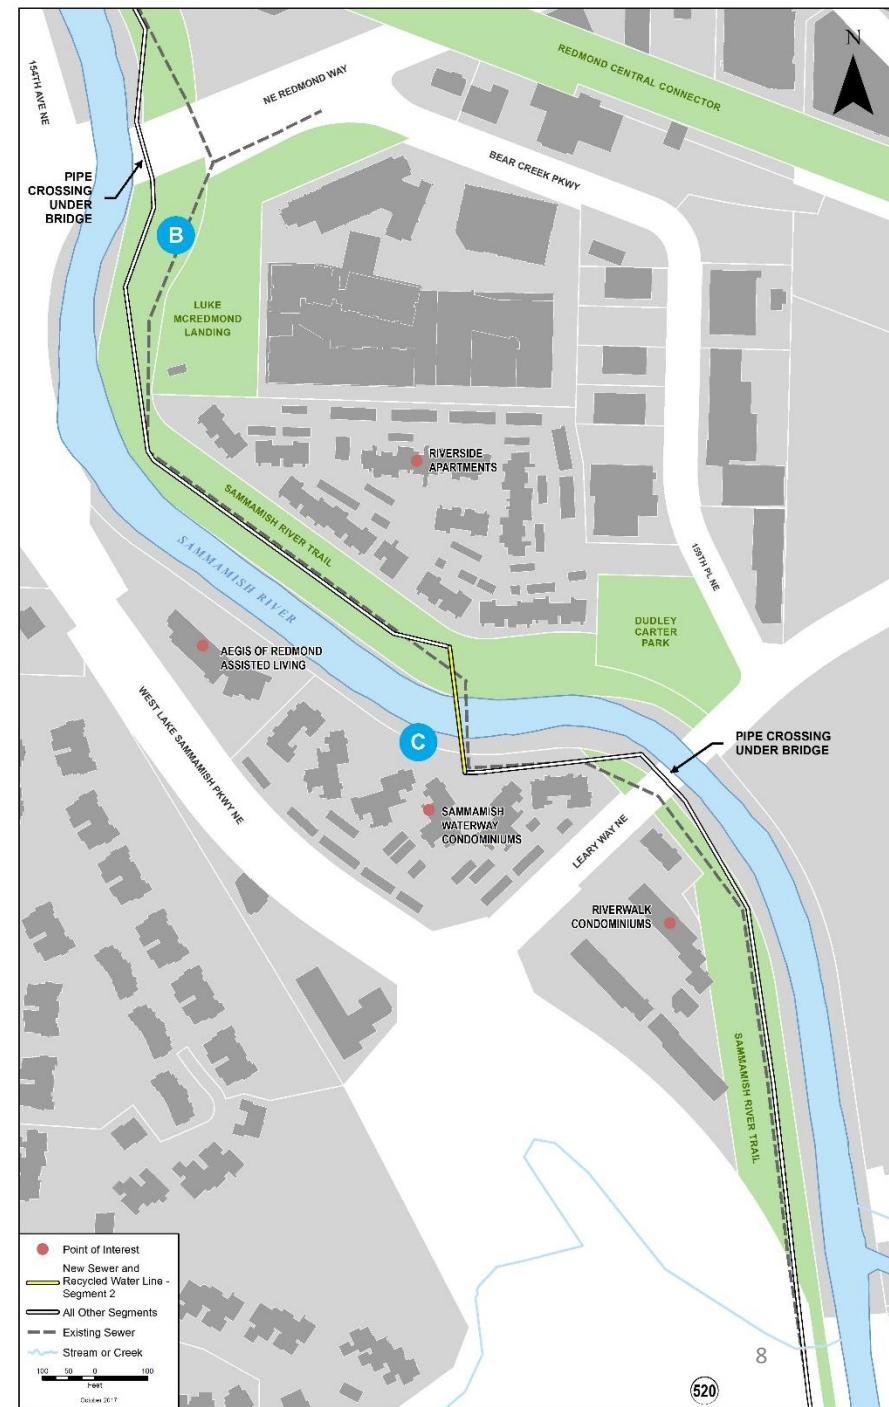 N
154TH AVE NE
NE REDMOND WAY
REDMOND CENTRAL CONNECTOR
BEAR CREEK PKWY
PIPE
CROSSING
UNDER
BRIDGE
B
LUKE
MCREDMOND
LANDING
RIVERSIDE
APARTMENTS
SAMMAMISH RIVER TRAIL
SAMMAMISH RIVER
159TH PL NE
DUDLEY
CARTER
PARK
AEGIS OF REDMOND
ASSISTED LIVING
WEST LAKE SAMMAMISH PKWY NE
C
PIPE CROSSING
UNDER BRIDGE
SAMMAMISH
WATERWAY
CONDOMINIUMS
LEARY WAY NE
RIVERWALK
CONDOMINIUMS
SAMMAMISH RIVER TRAIL
Point of Interest
New Sewer and
Recycled Water Line -
Segment 2
All Other Segments
Existing Sewer
Stream or Creek
100 50 0 100
Feet
October 2017
8
520